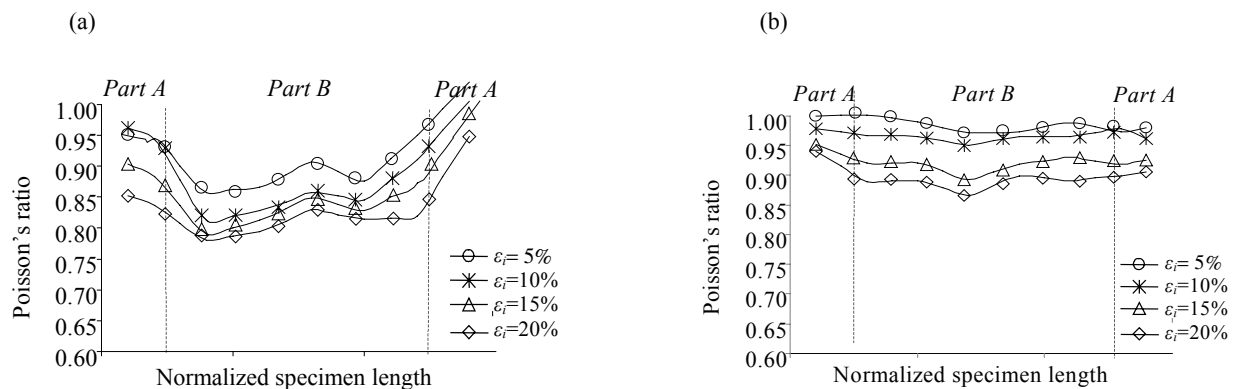 (a)
Part A Part B Part A
1.00
0.95
0.90
0.85
0.80
0.75
0.70
0.65
0.60
Poisson's ratio
εi= 5%
εi=10%
εi=15%
εi=20%
Normalized specimen length
(b)
Part A Part B Part A
1.00
0.95
0.90
0.85
0.80
0.75
0.70
0.65
0.60
Poisson's ratio
εi= 5%
εi=10%
εi=15%
εi=20%
Normalized specimen length